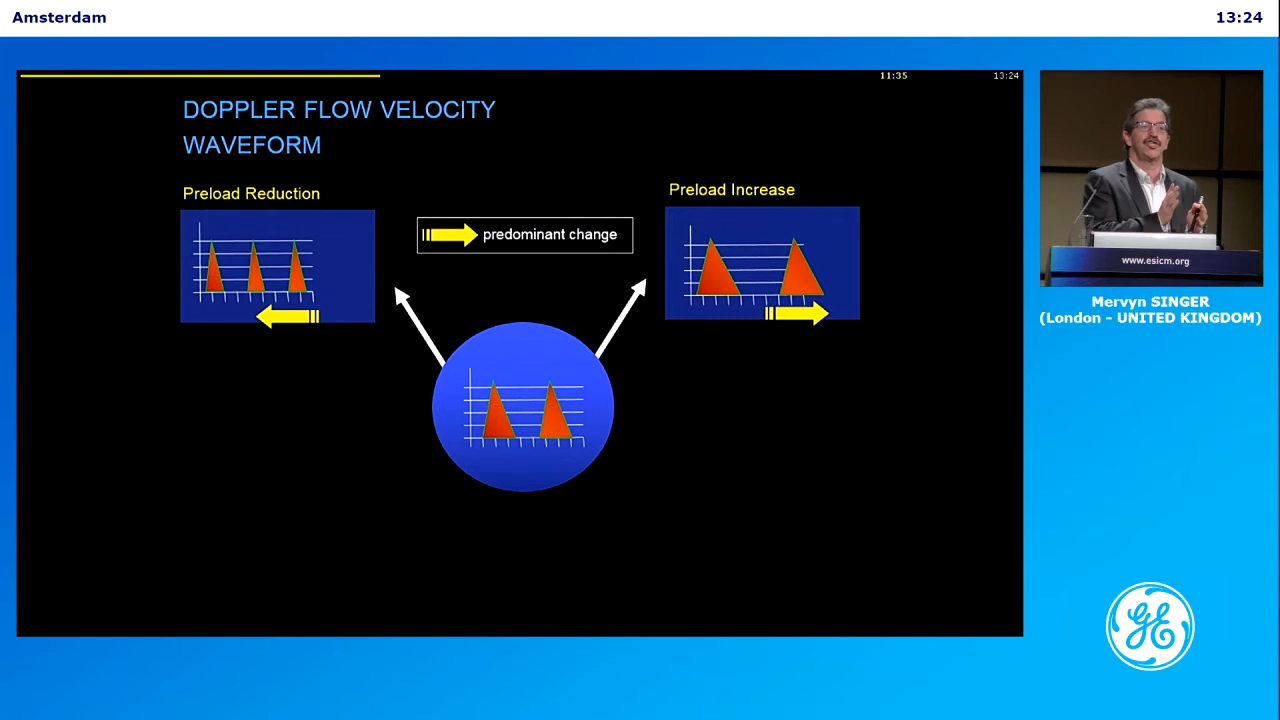 Amsterdam
13:24
11:35
13:24
DOPPLER FLOW VELOCITY
WAVEFORM
Preload Reduction
Preload Increase
predominant change
www.esicm.org
Mervyn SINGER
(London - UNITED KINGDOM)
GE